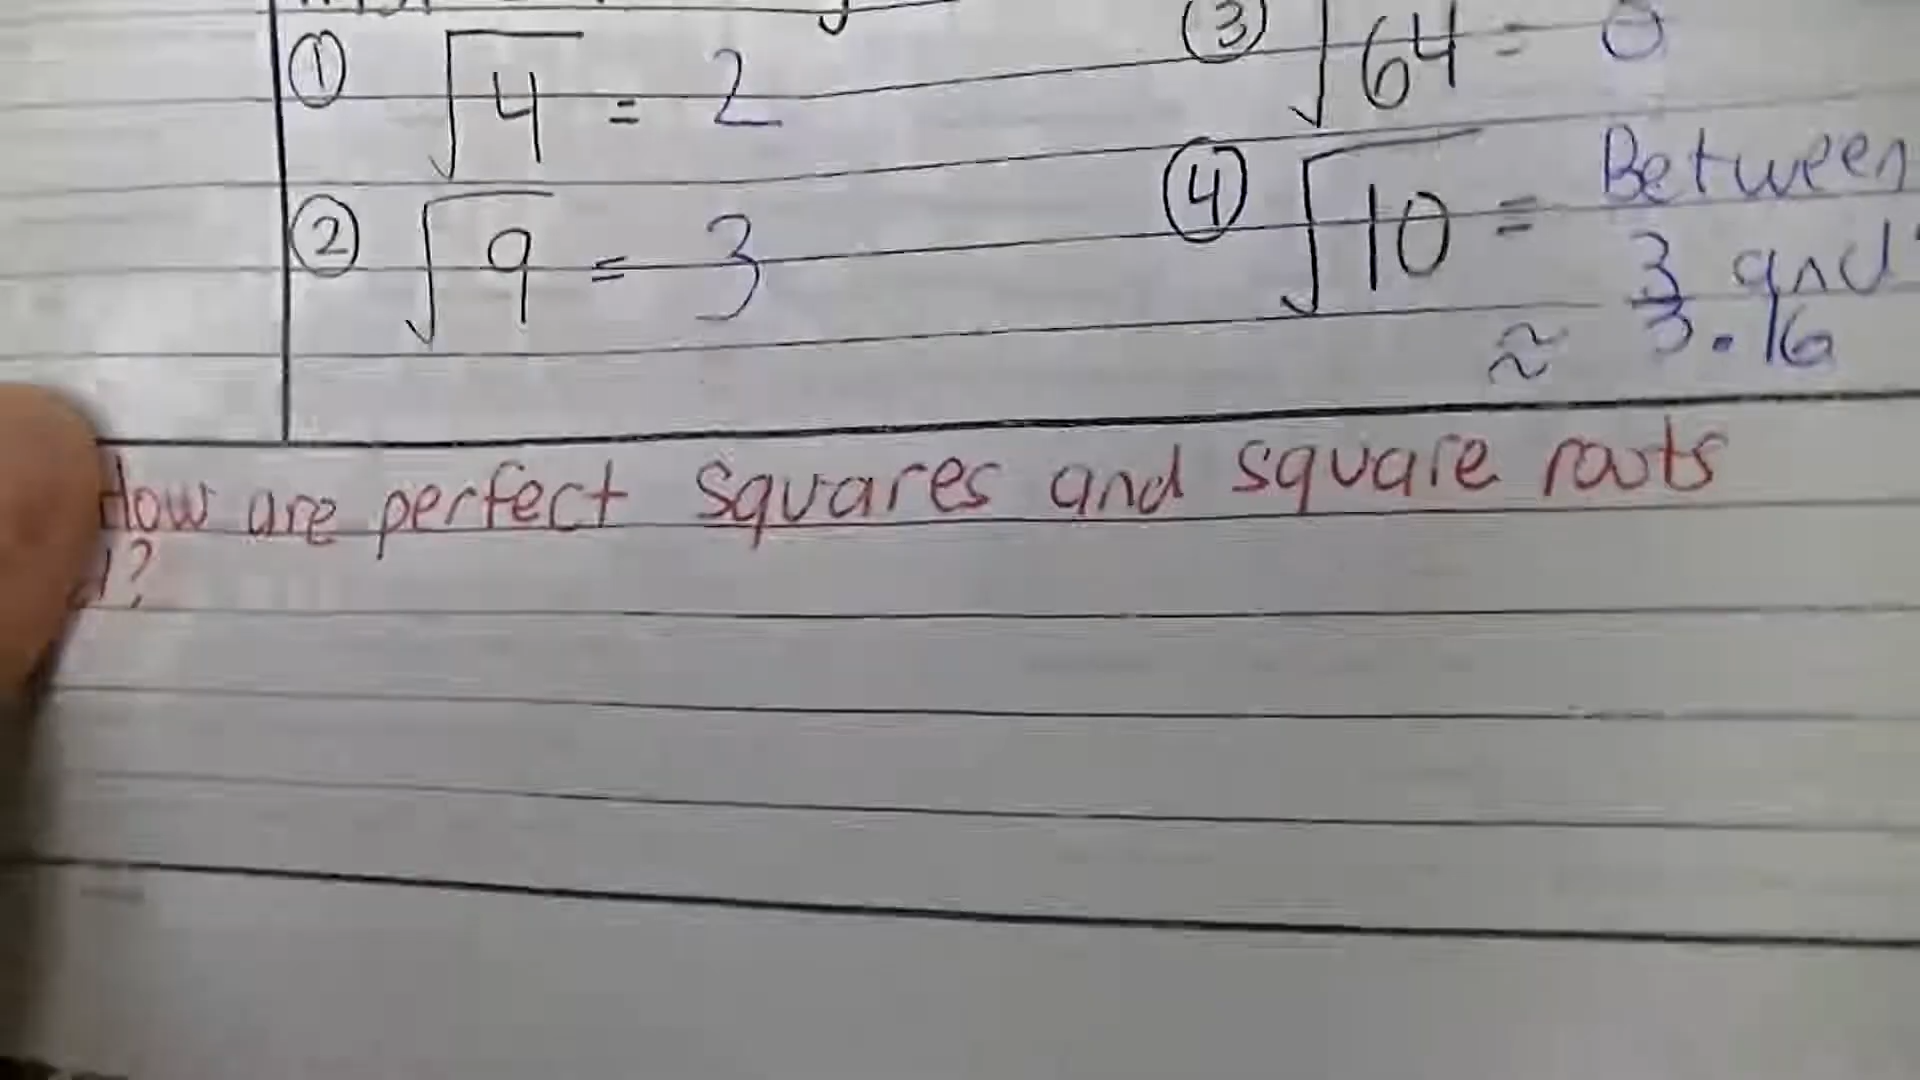 ① √4 = 2
② √9 = 3
③ √64 =
④ √10 = Between
3 and
≈ 3.16
How are perfect squares and square roots
d?